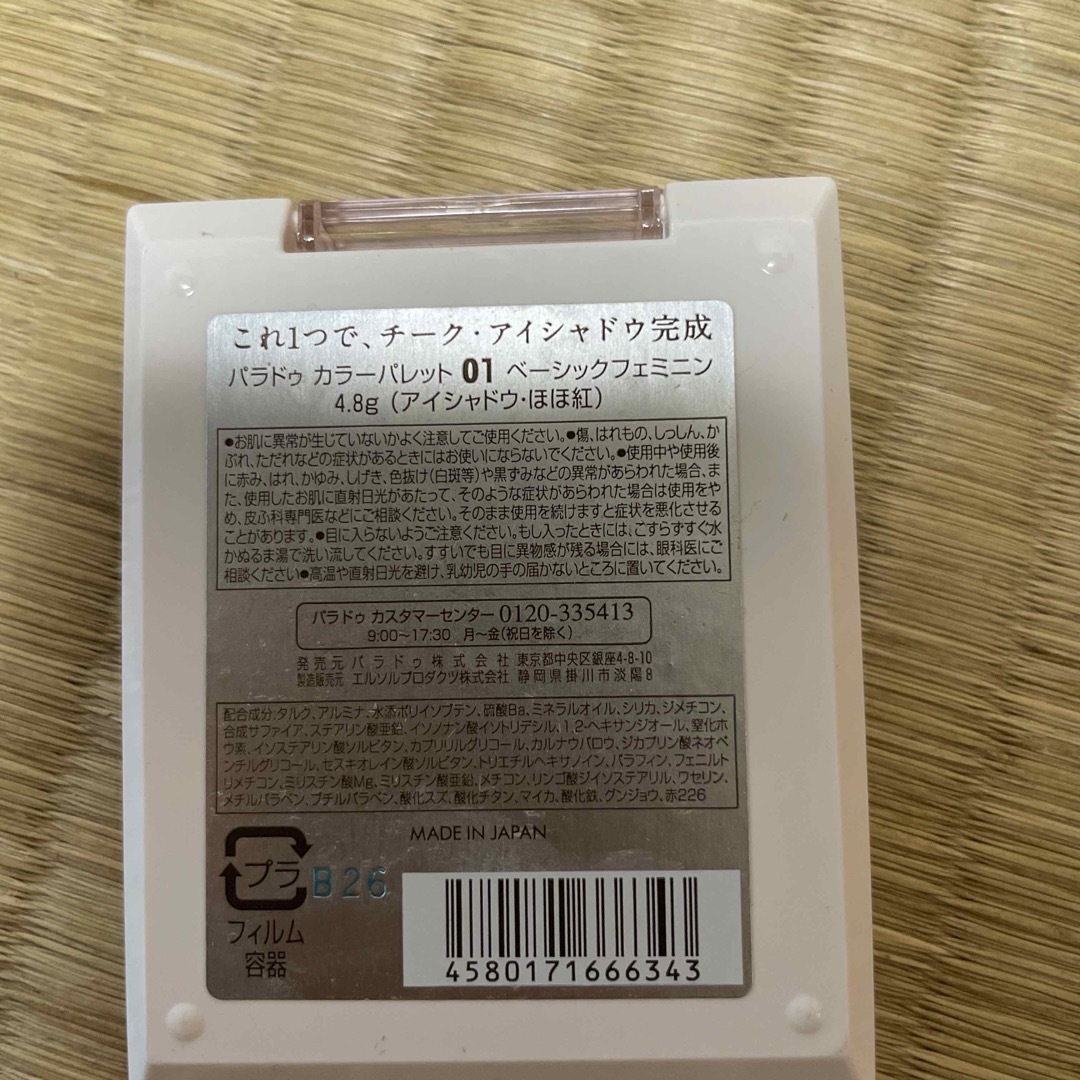 これ1つで、チーク・アイシャドウ完成
パラドゥ カラーパレット 01 ベーシックフェミニン
4.8g (アイシャドウ・ほほ紅)
●お肌に異常が生じていないかよく注意してご使用ください。●傷、はれもの、しっしん、か
ぶれ、ただれなどの症状があるときにはお使いにならないでください。●使用中や使用後
に赤み、はれ、かゆみ、しげき、色抜け(白斑等)や黒ずみなどの異常があらわれた場合、ま
た、使用したお肌に直射日光があたって、そのような症状があらわれた場合は使用をや
め、皮ふ科専門医などにご相談ください。そのまま使用を続けますと症状を悪化させる
ことがあります。●目に入らないようご注意ください。もし入ったときには、こすらずすぐ水
かぬるま湯で洗い流してください。すすいでも目に異物感が残る場合には、眼科医にご
相談ください●高温や直射日光を避け、乳幼児の手の届かないところに置いてください。
パラドゥ カスタマーセンター 0120-335413
9:00〜17:30 月〜金(祝日を除く)
発売元 パラドゥ株式会社 東京都中央区銀座4-8-10
製造販売元 エルソルプロダクツ株式会社 静岡県掛川市淡陽8
配合成分:タルク、アルミナ、水添ポリイソブテン、硫酸Ba、ミネラルオイル、シリカ、ジメチコン、
合成サファイア、ステアリン酸亜鉛、イソノナン酸イソトリデシル、1,2-ヘキサンジオール、窒化ホ
ウ素、イソステアリン酸ソルビタン、カプリリルグリコール、カルナウバロウ、ジカプリン酸ネオペ
ンチルグリコール、セスキオレイン酸ソルビタン、トリエチルヘキサノイン、パラフィン、フェニルト
リメチコン、ミリスチン酸Mg、ミリスチン酸亜鉛、メチコン、リンゴ酸ジイソステアリル、ワセリン、
メチルパラベン、ブチルパラベン、酸化スズ、酸化チタン、マイカ、酸化鉄、グンジョウ、赤226
MADE IN JAPAN
プラ
B26
フィルム
容器
4580171666343